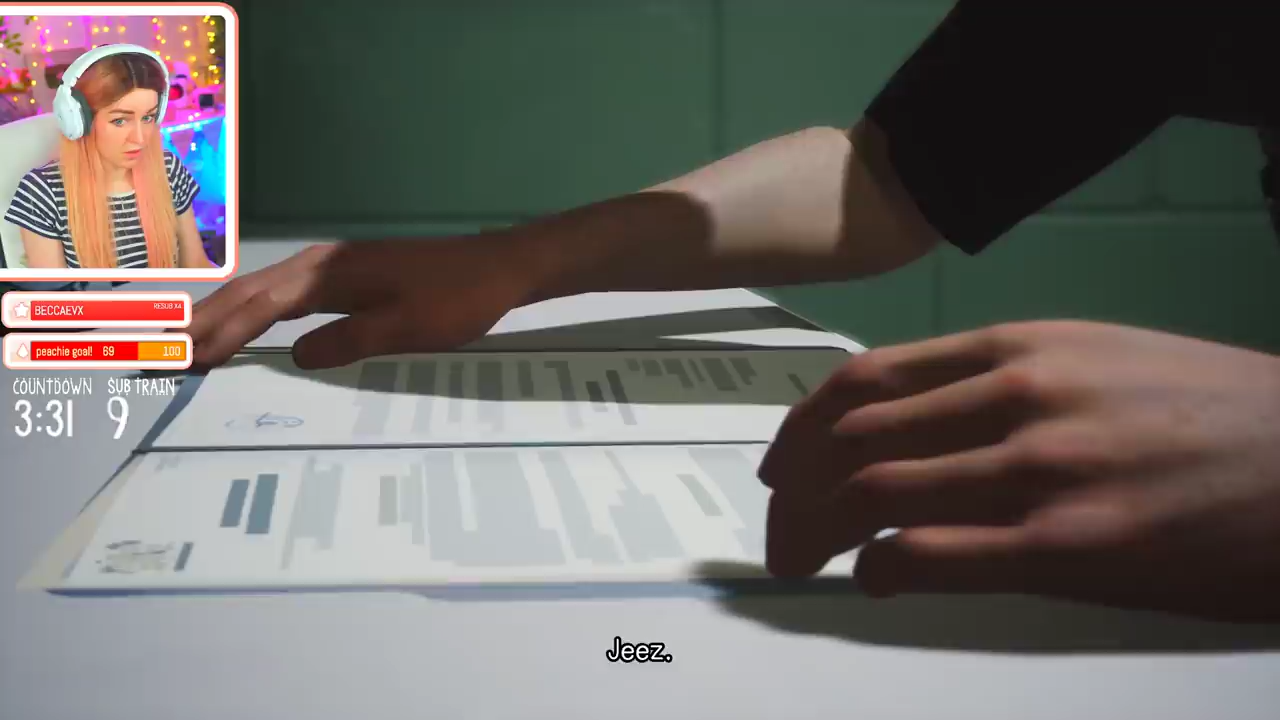 BECCAEVX
RESUB X4
peachie goal! 69
100
COUNTDOWN
SUB TRAIN
3:31
9
Jeez.